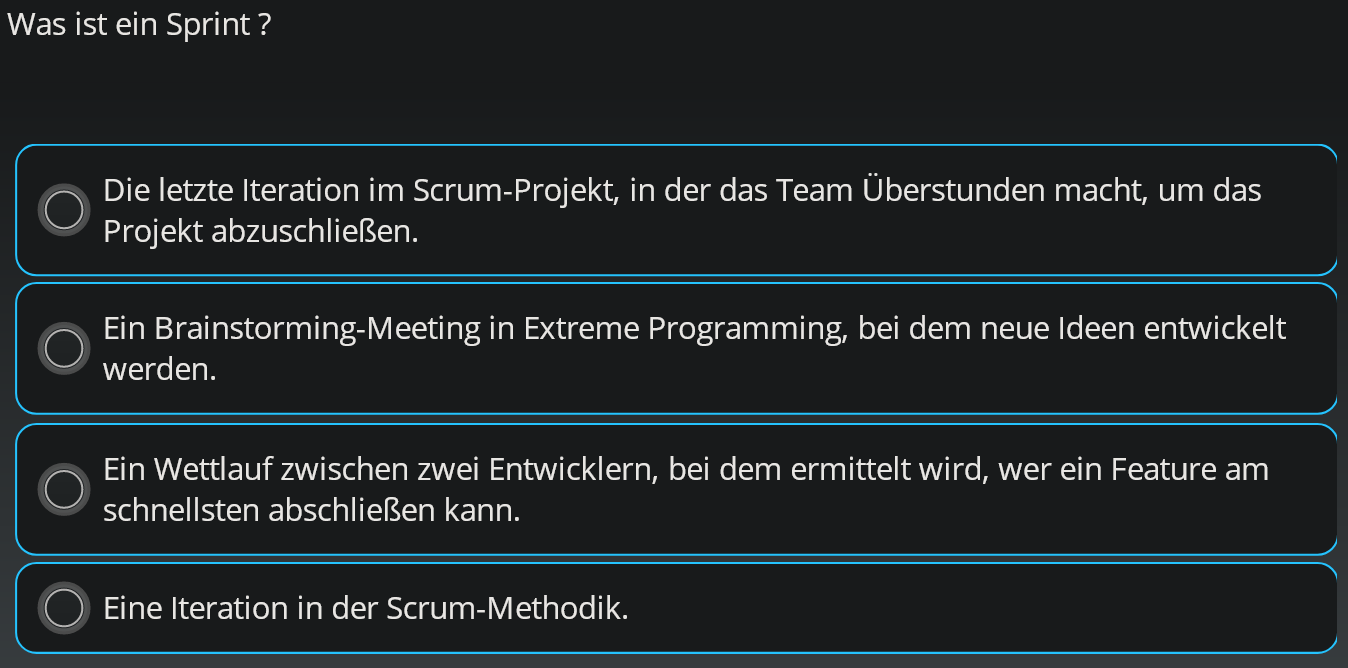 Was ist ein Sprint ?
Die letzte Iteration im Scrum-Projekt, in der das Team Überstunden macht, um das
Projekt abzuschließen.
Ein Brainstorming-Meeting in Extreme Programming, bei dem neue Ideen entwickelt
werden.
Ein Wettlauf zwischen zwei Entwicklern, bei dem ermittelt wird, wer ein Feature am
schnellsten abschließen kann.
Eine Iteration in der Scrum-Methodik.